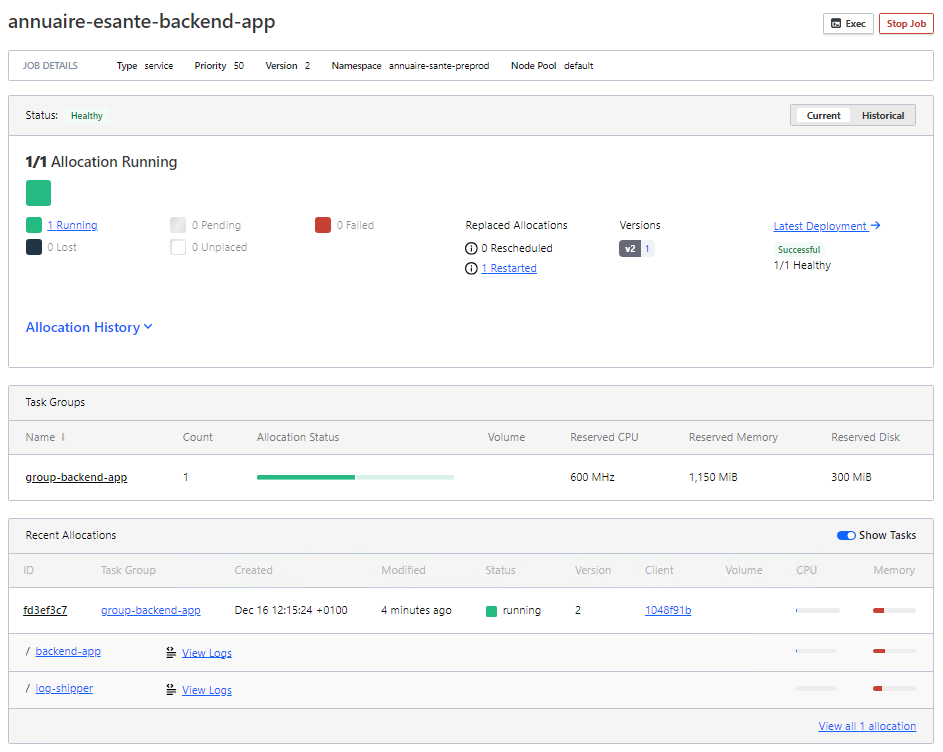 annuaire-esante-backend-app
Exec Stop Job
JOB DETAILS Type service Priority 50 Version 2 Namespace annuaire-sante-preprod Node Pool default
Status: Healthy Current Historical
1/1 Allocation Running
1 Running 0 Pending 0 Failed Replaced Allocations Versions Latest Deployment
0 Lost 0 Unplaced 0 Rescheduled v2 1 Successful
1 Restarted 1/1 Healthy
Allocation History
Task Groups
Name Count Allocation Status Volume Reserved CPU Reserved Memory Reserved Disk
group-backend-app 1 600 MHz 1,150 MiB 300 MiB
Recent Allocations Show Tasks
ID Task Group Created Modified Status Version Client Volume CPU Memory
fd3ef3c7 group-backend-app Dec 16 12:15:24 +0100 4 minutes ago running 2 1048f91b
/ backend-app View Logs
/ log-shipper View Logs
View all 1 allocation